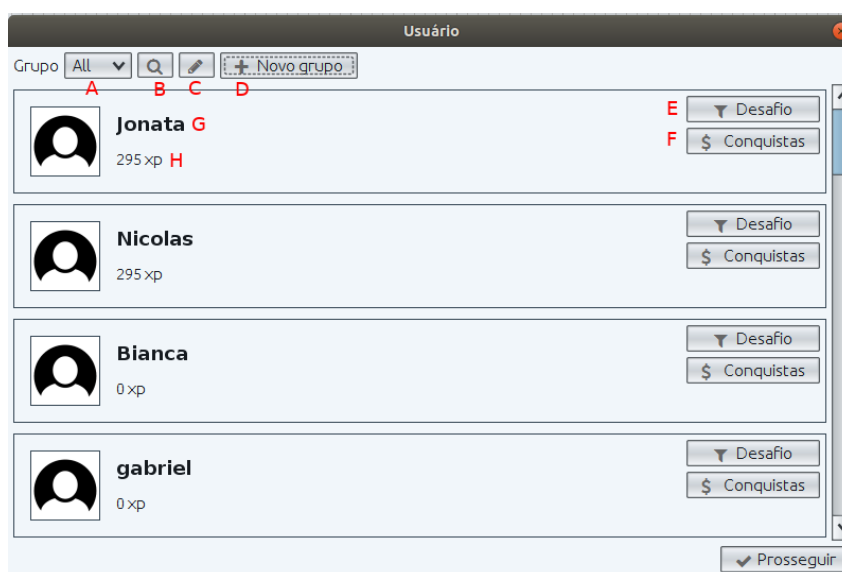 Usuário
Grupo All Novo grupo
A B C D
Jonata G
295 xp H
E Desafio
F $ Conquistas
Nicolas
295 xp
Desafio
$ Conquistas
Bianca
0 xp
Desafio
$ Conquistas
gabriel
0 xp
Desafio
$ Conquistas
Prosseguir